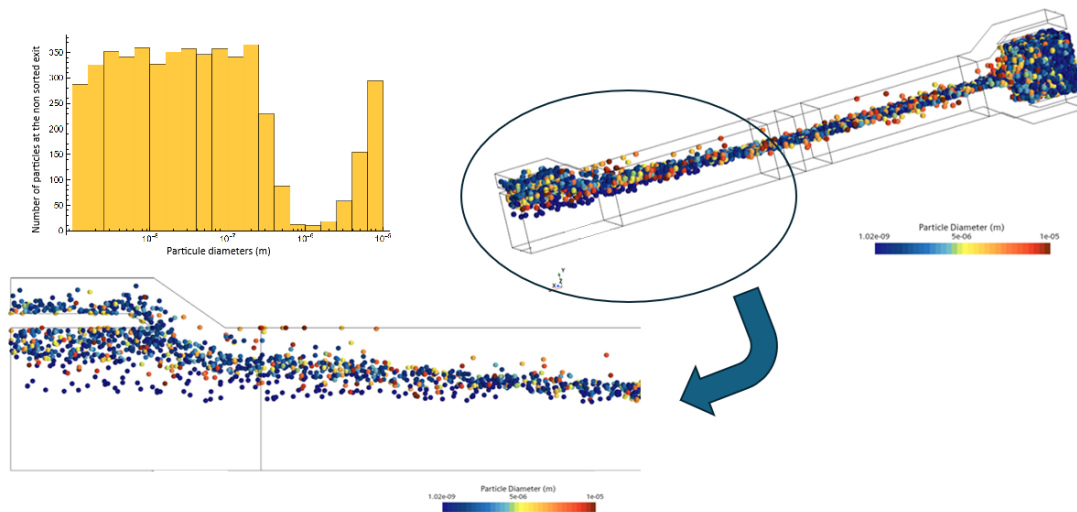 Number of particles at the non sorted exit
350
300
250
200
150
100
50
0
10⁻⁸
10⁻⁷
10⁻⁶
10⁻⁵
Particule diameters (m)
Particle Diameter (m)
1.02e-09 5e-06 1e-05
Y
Z
X
Particle Diameter (m)
1.02e-09 5e-06 1e-05